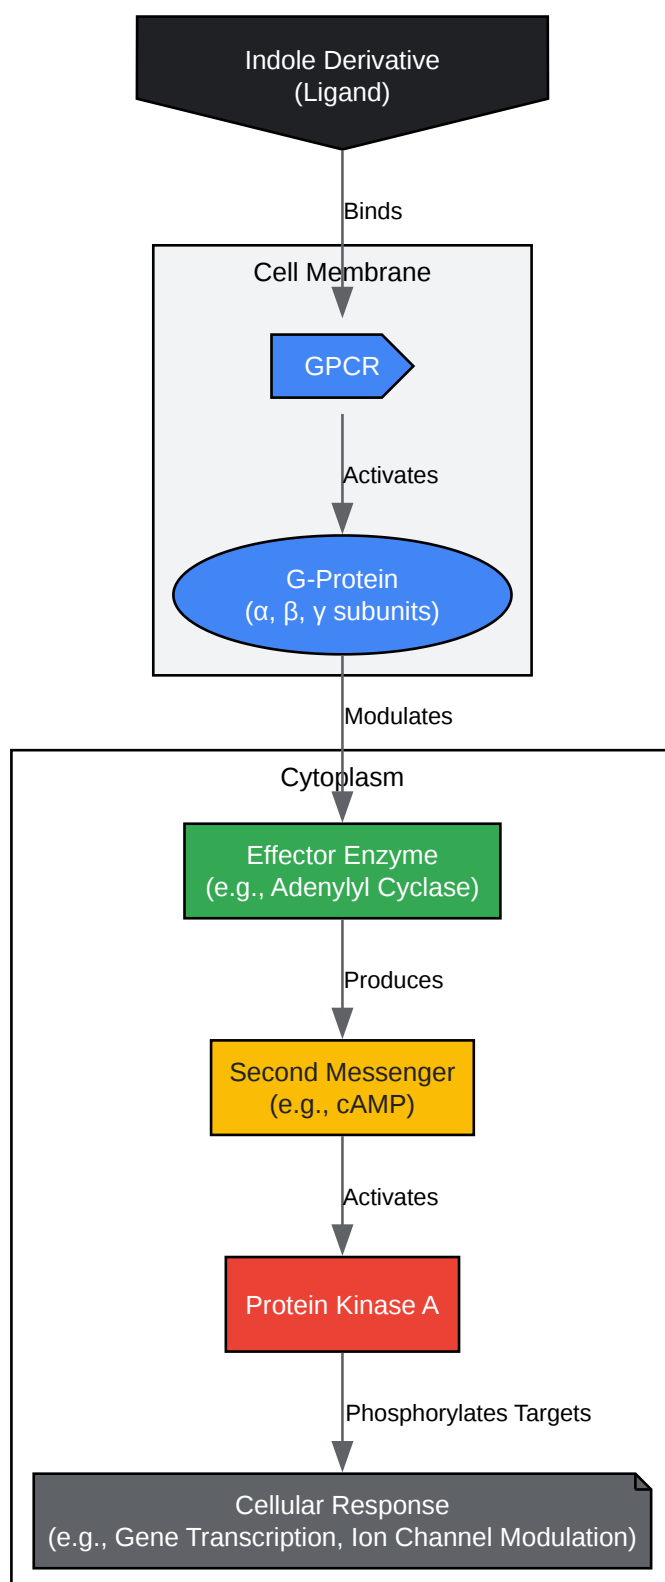 Indole Derivative
(Ligand)
Binds
Cell Membrane
GPCR
Activates
G-Protein
(α, β, γ subunits)
Modulates
Cytoplasm
Effector Enzyme
(e.g., Adenylyl Cyclase)
Produces
Second Messenger
(e.g., cAMP)
Activates
Protein Kinase A
Phosphorylates Targets
Cellular Response
(e.g., Gene Transcription, Ion Channel Modulation)